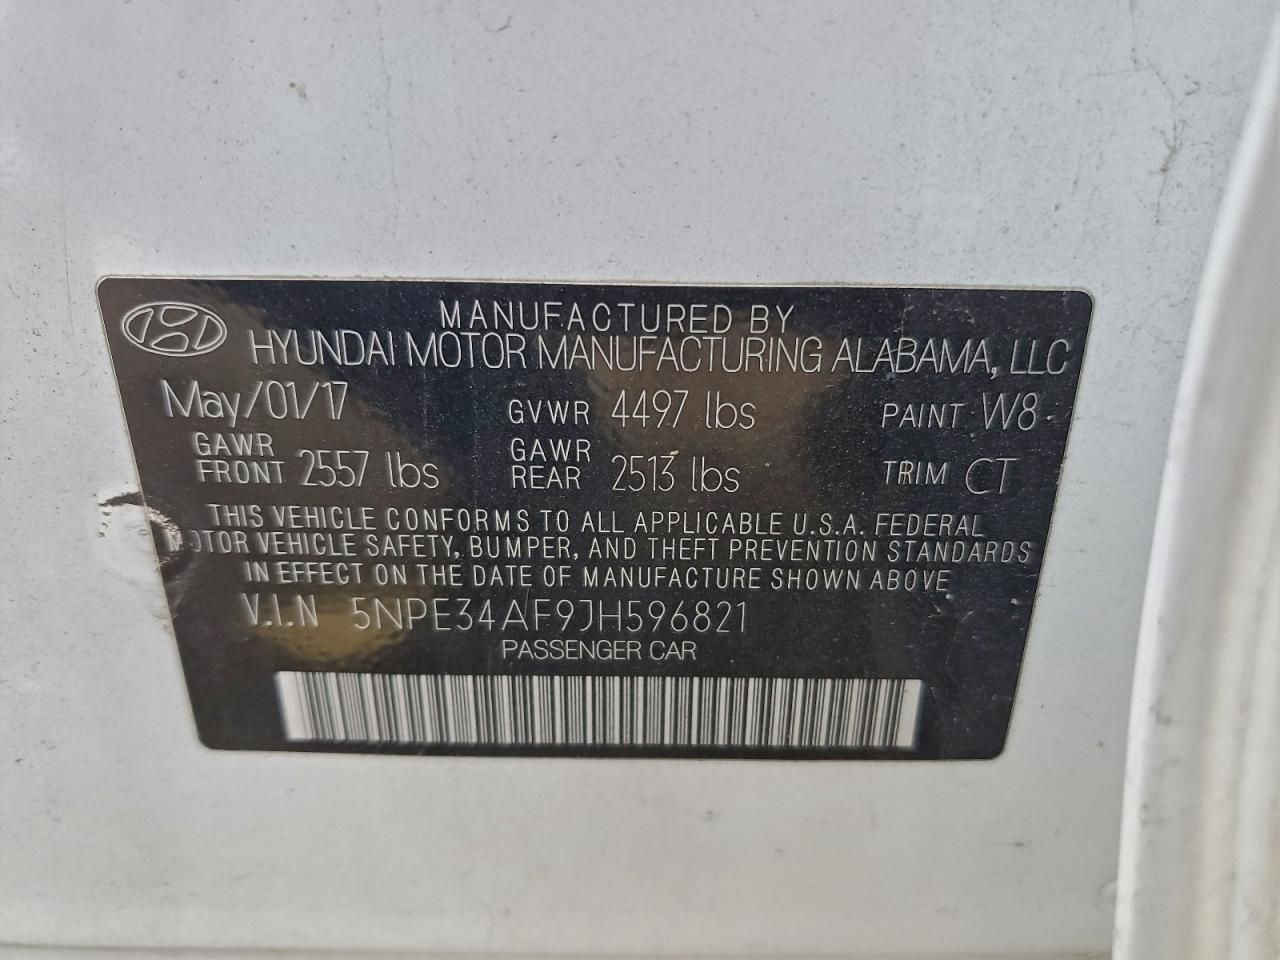 MANUFACTURED BY
HYUNDAI MOTOR MANUFACTURING ALABAMA, LLC
May/01/17 GVWR 4497 lbs PAINT W8
GAWR FRONT 2557 lbs GAWR REAR 2513 lbs TRIM CT
THIS VEHICLE CONFORMS TO ALL APPLICABLE U.S.A. FEDERAL
MOTOR VEHICLE SAFETY, BUMPER, AND THEFT PREVENTION STANDARDS
IN EFFECT ON THE DATE OF MANUFACTURE SHOWN ABOVE
V.I.N 5NPE34AF9JH596821
PASSENGER CAR